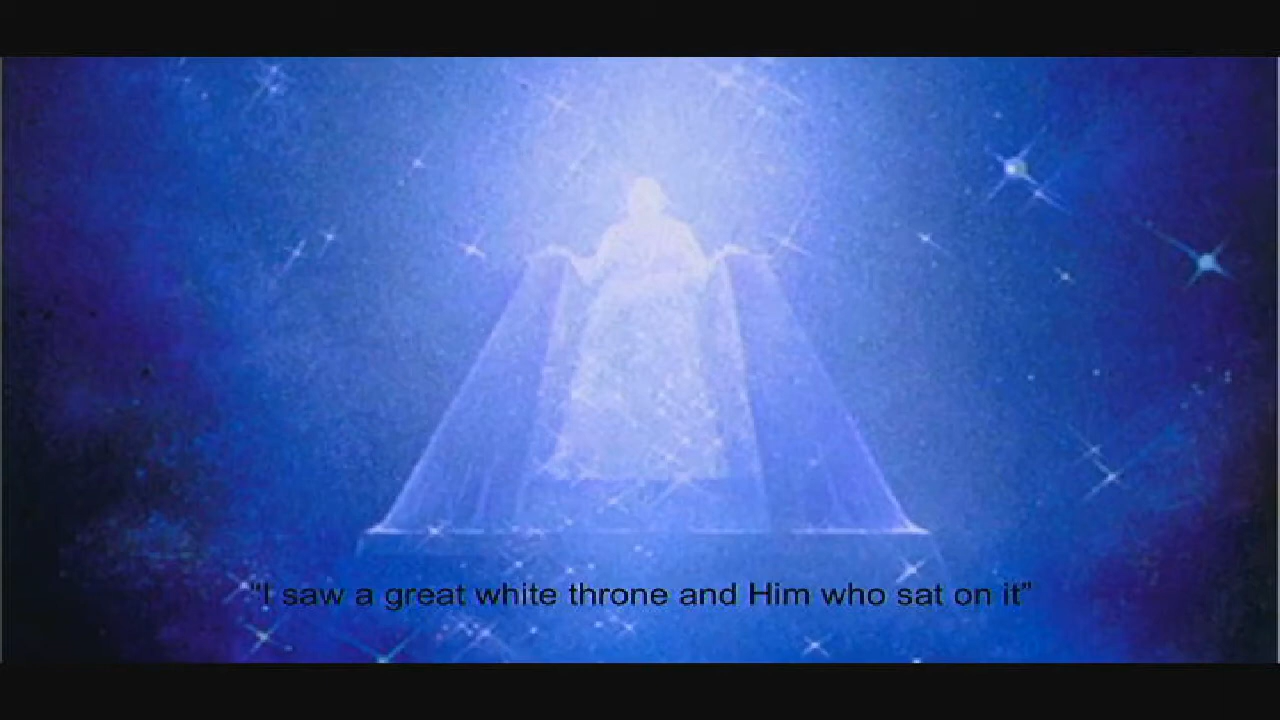 “I saw a great white throne and Him who sat on it”